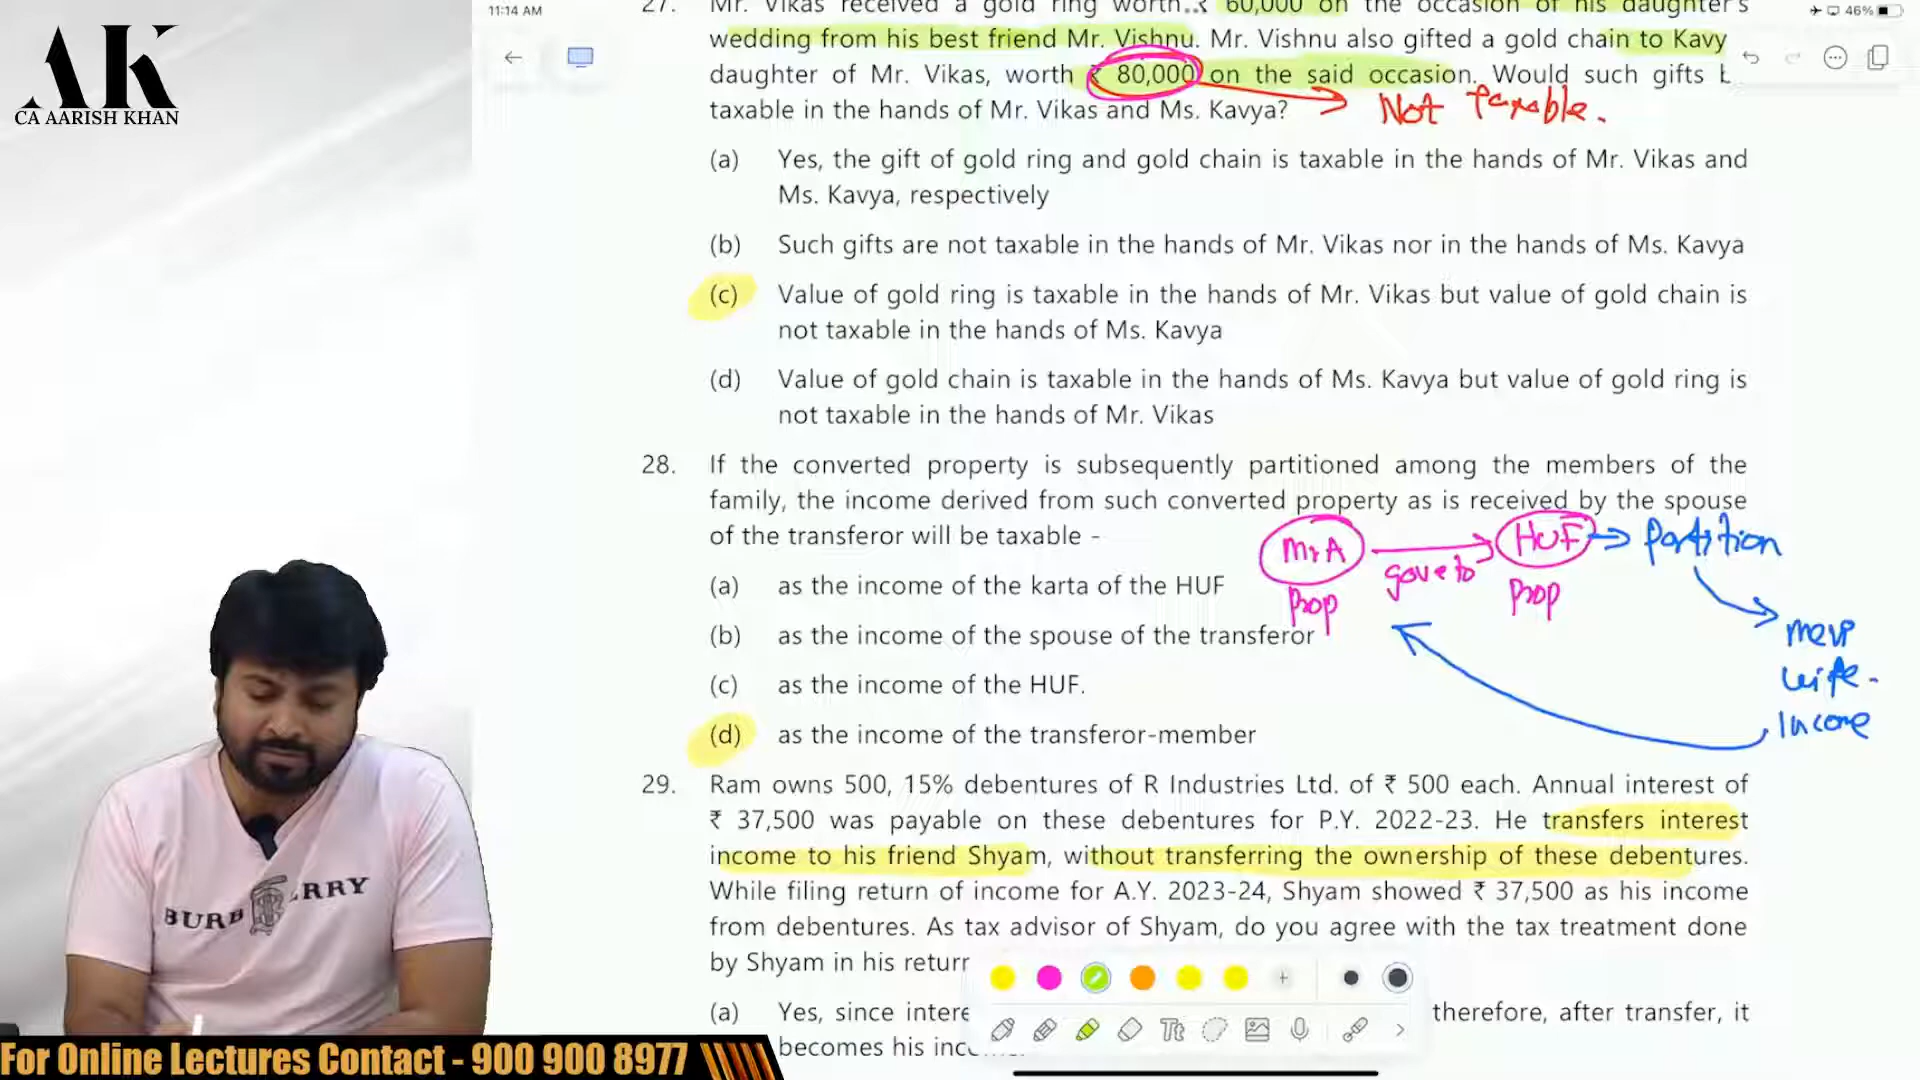 11:14 AM
46%
AK
CA AARISH KHAN
27. Mr. Vikas received a gold ring worth ₹ 60,000 on the occasion of his daughter's
wedding from his best friend Mr. Vishnu. Mr. Vishnu also gifted a gold chain to Kavy
daughter of Mr. Vikas, worth ₹ 80,000 on the said occasion. Would such gifts b
taxable in the hands of Mr. Vikas and Ms. Kavya?
Not Taxable.
(a) Yes, the gift of gold ring and gold chain is taxable in the hands of Mr. Vikas and
Ms. Kavya, respectively
(b) Such gifts are not taxable in the hands of Mr. Vikas nor in the hands of Ms. Kavya
(c) Value of gold ring is taxable in the hands of Mr. Vikas but value of gold chain is
not taxable in the hands of Ms. Kavya
(d) Value of gold chain is taxable in the hands of Ms. Kavya but value of gold ring is
not taxable in the hands of Mr. Vikas
28. If the converted property is subsequently partitioned among the members of the
family, the income derived from such converted property as is received by the spouse
of the transferor will be taxable -
Mr A gave to HUF Partition
Prop Prop
(a) as the income of the karta of the HUF
(b) as the income of the spouse of the transferor
wife.
(c) as the income of the HUF.
Income
(d) as the income of the transferor-member
29. Ram owns 500, 15% debentures of R Industries Ltd. of ₹ 500 each. Annual interest of
₹ 37,500 was payable on these debentures for P.Y. 2022-23. He transfers interest
income to his friend Shyam, without transferring the ownership of these debentures.
While filing return of income for A.Y. 2023-24, Shyam showed ₹ 37,500 as his income
from debentures. As tax advisor of Shyam, do you agree with the tax treatment done
by Shyam in his return
(a) Yes, since intere therefore, after transfer, it
becomes his inc
Tt
BURB RRY
For Online Lectures Contact - 900 900 8977